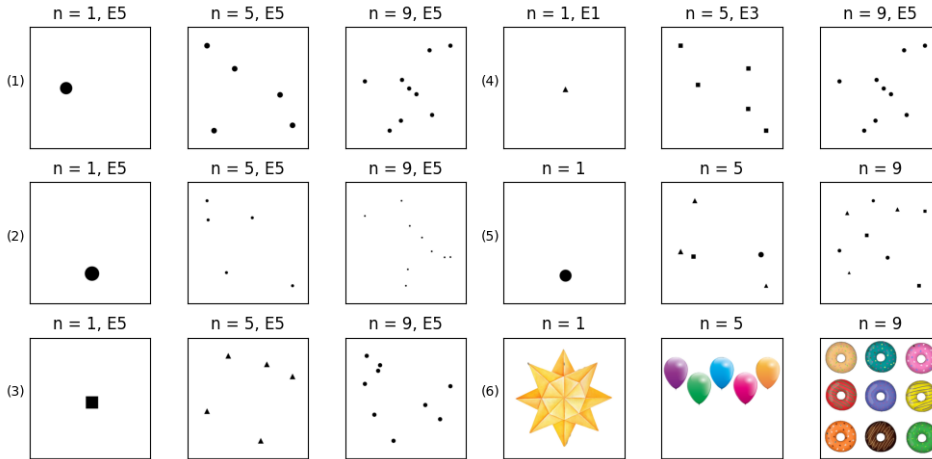 n = 1, E5 n = 5, E5 n = 9, E5 n = 1, E1 n = 5, E3 n = 9, E5
(1) (4)
n = 1, E5 n = 5, E5 n = 9, E5 n = 1 n = 5 n = 9
(2) (5)
n = 1, E5 n = 5, E5 n = 9, E5 n = 1 n = 5 n = 9
(3) (6)